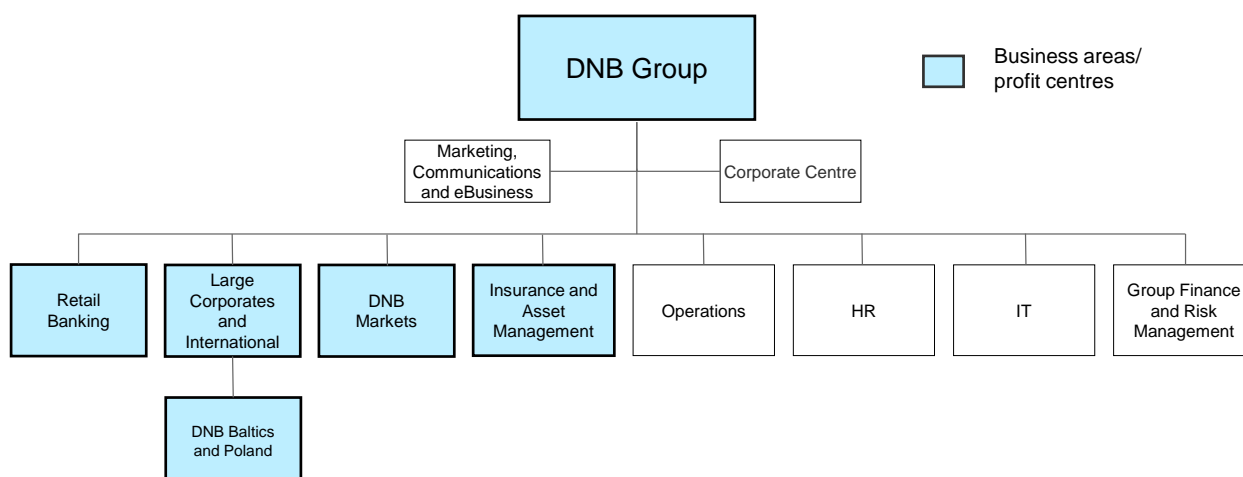 DNB Group
Business areas/
profit centres
Marketing,
Communications
and eBusiness
Corporate Centre
Retail
Banking
Large
Corporates
and
International
DNB
Markets
Insurance and
Asset
Management
Operations
HR
IT
Group Finance
and Risk
Management
DNB Baltics
and Poland